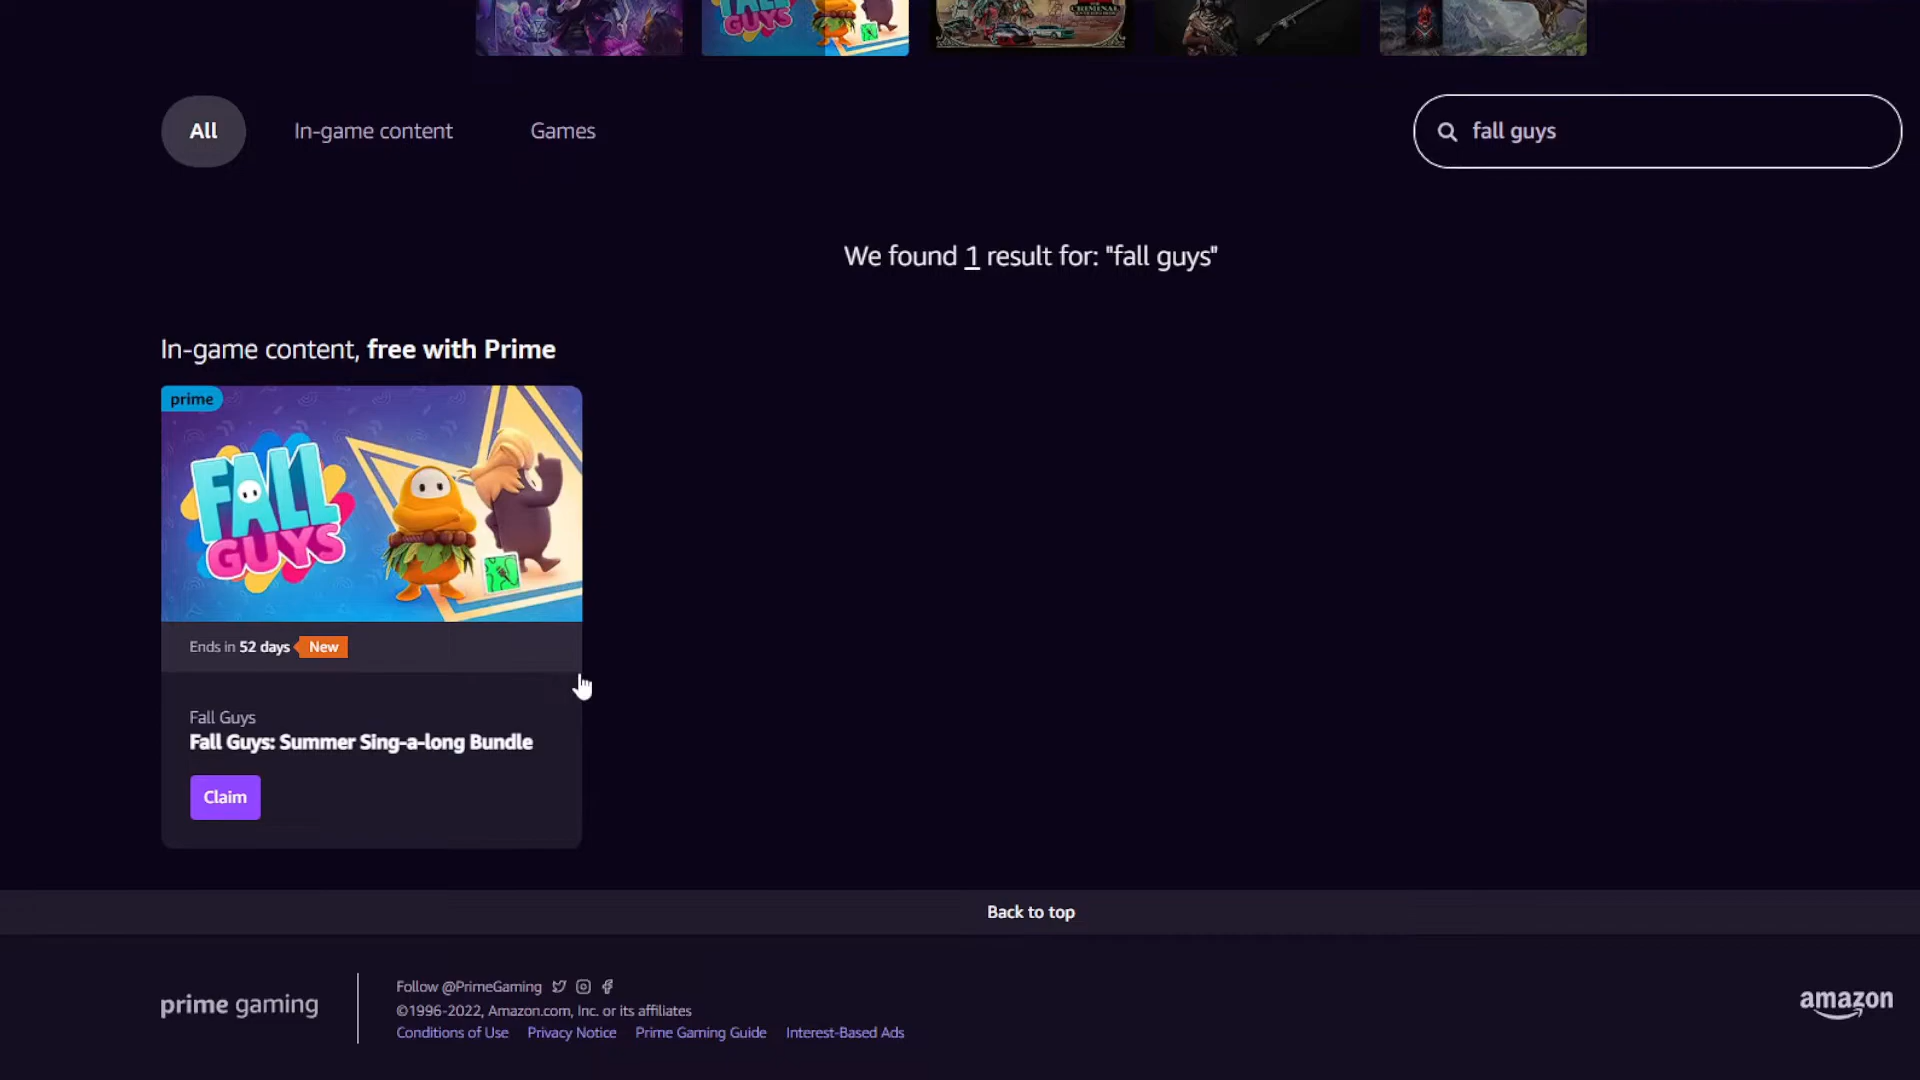 FALL
GUYS
CRIMINAL
All
In-game content
Games
fall guys
We found 1 result for: "fall guys"
In-game content, free with Prime
prime
FALL
GUYS
Ends in 52 days
New
Fall Guys
Fall Guys: Summer Sing-a-long Bundle
Claim
Back to top
prime gaming
Follow @PrimeGaming
©1996-2022, Amazon.com, Inc. or its affiliates
Conditions of Use Privacy Notice Prime Gaming Guide Interest-Based Ads
amazon